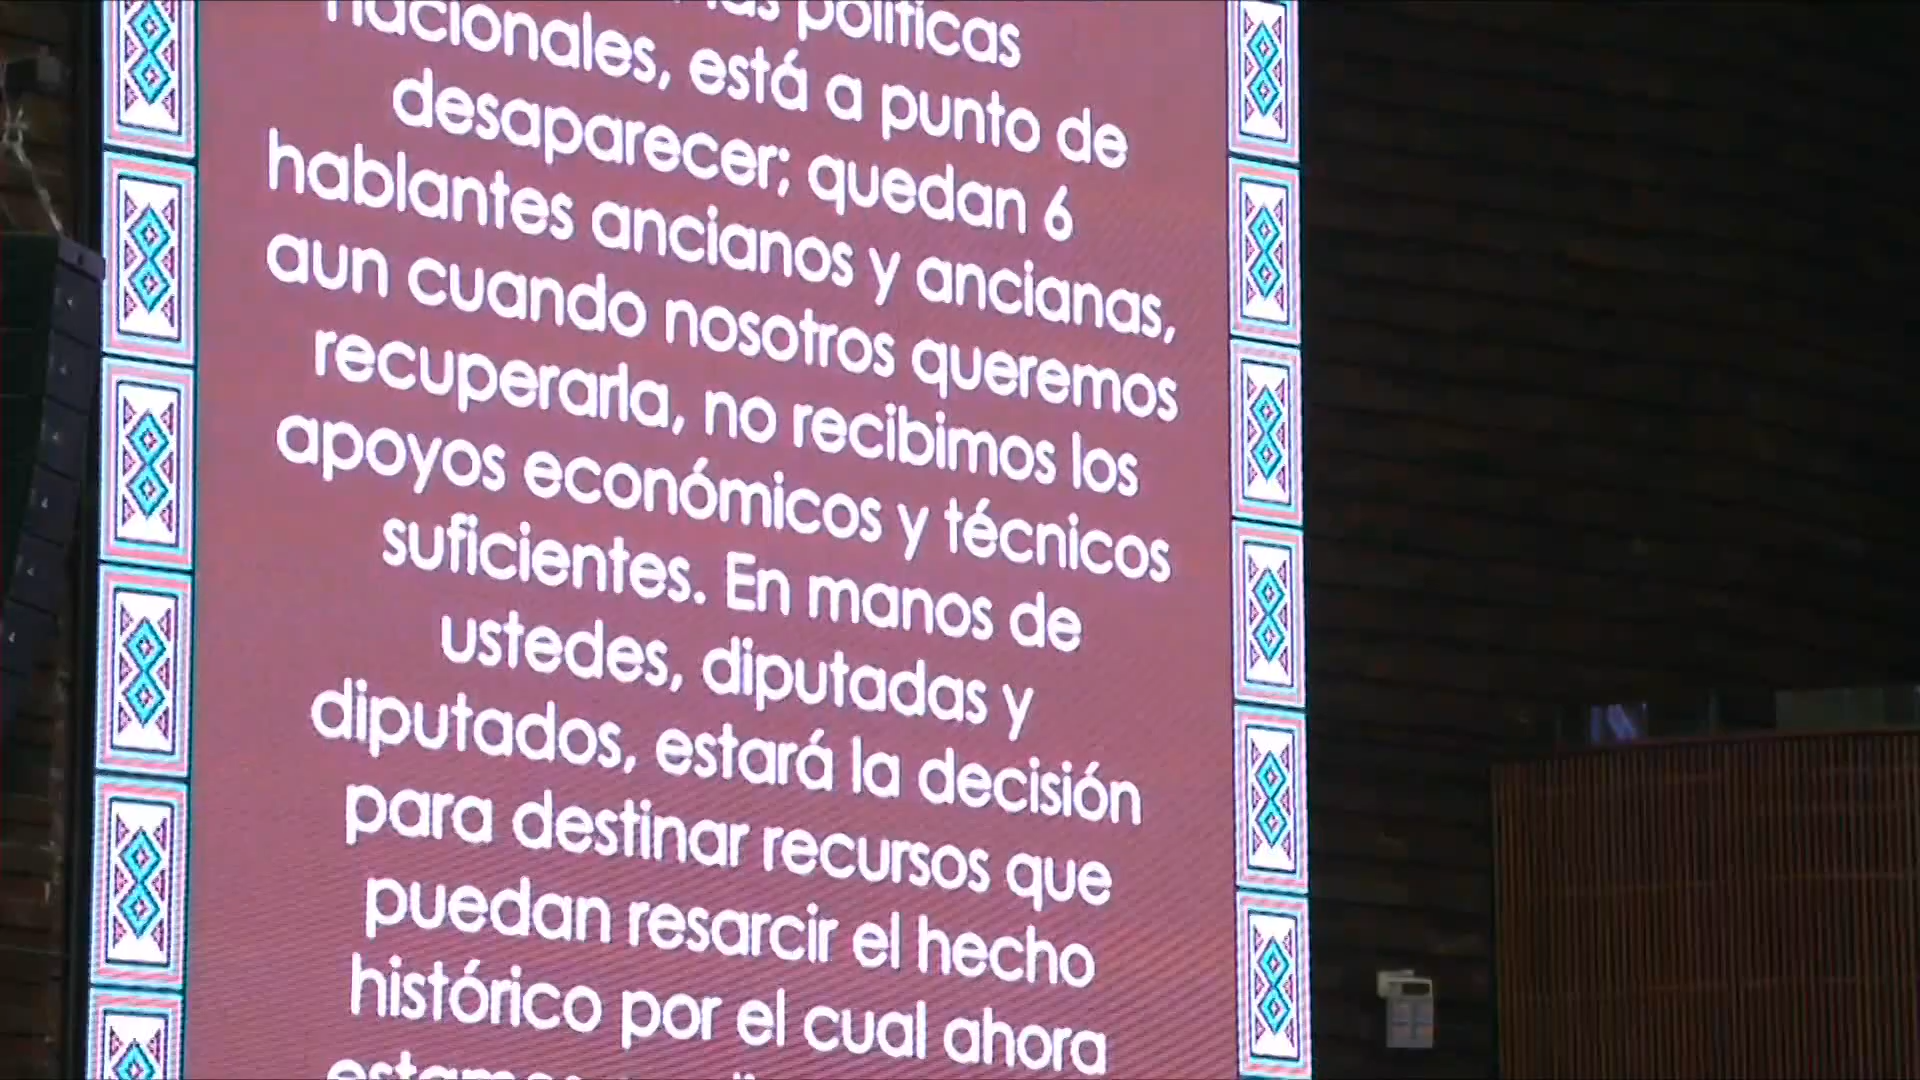 políticas
nacionales, está a punto de
desaparecer; quedan 6
hablantes ancianos y ancianas,
aun cuando nosotros queremos
recuperarla, no recibimos los
apoyos económicos y técnicos
suficientes. En manos de
ustedes, diputadas y
diputados, estará la decisión
para destinar recursos que
puedan resarcir el hecho
histórico por el cual ahora